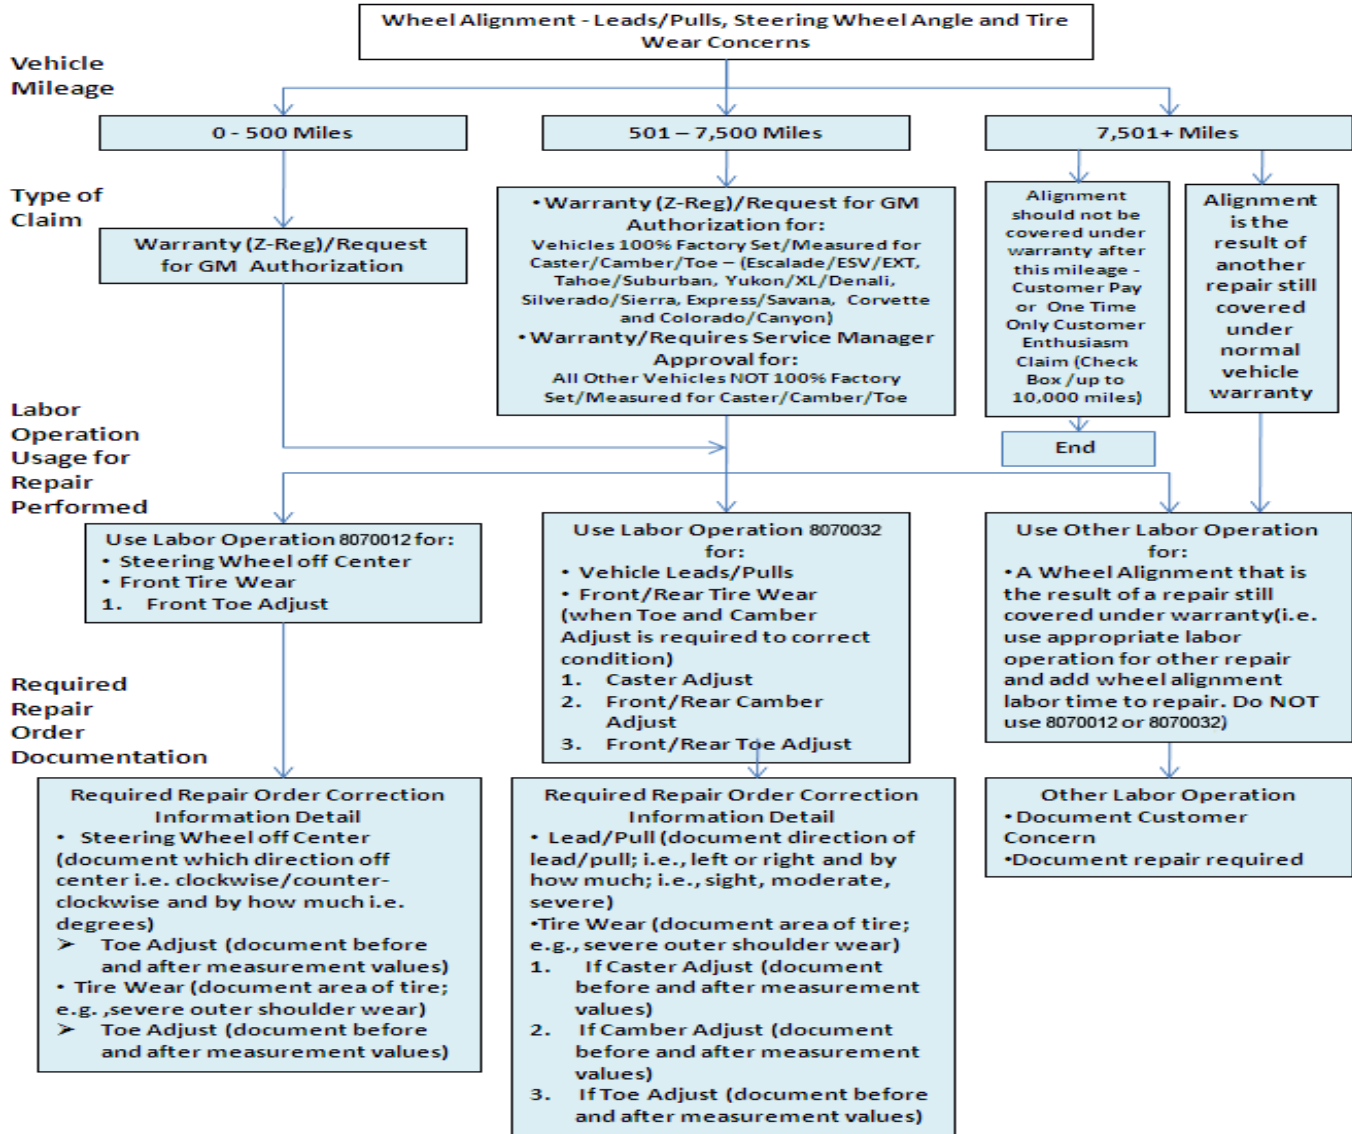 Wheel Alignment - Leads/Pulls, Steering Wheel Angle and Tire
Wear Concerns
Vehicle
Mileage
0 - 500 Miles
501 – 7,500 Miles
7,501+ Miles
Type of
Claim
Warranty (Z-Reg)/Request
for GM Authorization
•Warranty (Z-Reg)/Request for GM
Authorization for:
Vehicles 100% Factory Set/Measured for
Caster/Camber/Toe – (Escalade/ESV/EXT,
Tahoe/Suburban, Yukon/XL/Denali,
Silverado/Sierra, Express/Savana, Corvette
and Colorado/Canyon)
•Warranty/Requires Service Manager
Approval for:
All Other Vehicles NOT 100% Factory
Set/Measured for Caster/Camber/Toe
Alignment
should not be
covered under
warranty after
this mileage -
Customer Pay
or One Time
Only Customer
Enthusiasm
Claim (Check
Box /up to
10,000 miles)
End
Alignment
is the
result of
another
repair still
covered
under
normal
vehicle
warranty
Labor
Operation
Usage for
Repair
Performed
Use Labor Operation 8070012 for:
• Steering Wheel off Center
• Front Tire Wear
1. Front Toe Adjust
Use Labor Operation 8070032
for:
• Vehicle Leads/Pulls
• Front/Rear Tire Wear
(when Toe and Camber
Adjust is required to correct
condition)
1. Caster Adjust
2. Front/Rear Camber
Adjust
3. Front/Rear Toe Adjust
Use Other Labor Operation
for:
•A Wheel Alignment that is
the result of a repair still
covered under warranty(i.e.
use appropriate labor
operation for other repair
and add wheel alignment
labor time to repair. Do NOT
use 8070012 or 8070032)
Required
Repair
Order
Documentation
Required Repair Order Correction
Information Detail
• Steering Wheel off Center
(document which direction off
center i.e. clockwise/counter-
clockwise and by how much i.e.
degrees)
➢ Toe Adjust (document before
and after measurement values)
• Tire Wear (document area of tire;
e.g. ,severe outer shoulder wear)
➢ Toe Adjust (document before
and after measurement values)
Required Repair Order Correction
Information Detail
• Lead/Pull (document direction of
lead/pull; i.e., left or right and by
how much; i.e., sight, moderate,
severe)
•Tire Wear (document area of tire;
e.g., severe outer shoulder wear)
1. If Caster Adjust (document
before and after measurement
values)
2. If Camber Adjust (document
before and after measurement
values)
3. If Toe Adjust (document before
and after measurement values)
Other Labor Operation
•Document Customer
Concern
•Document repair required